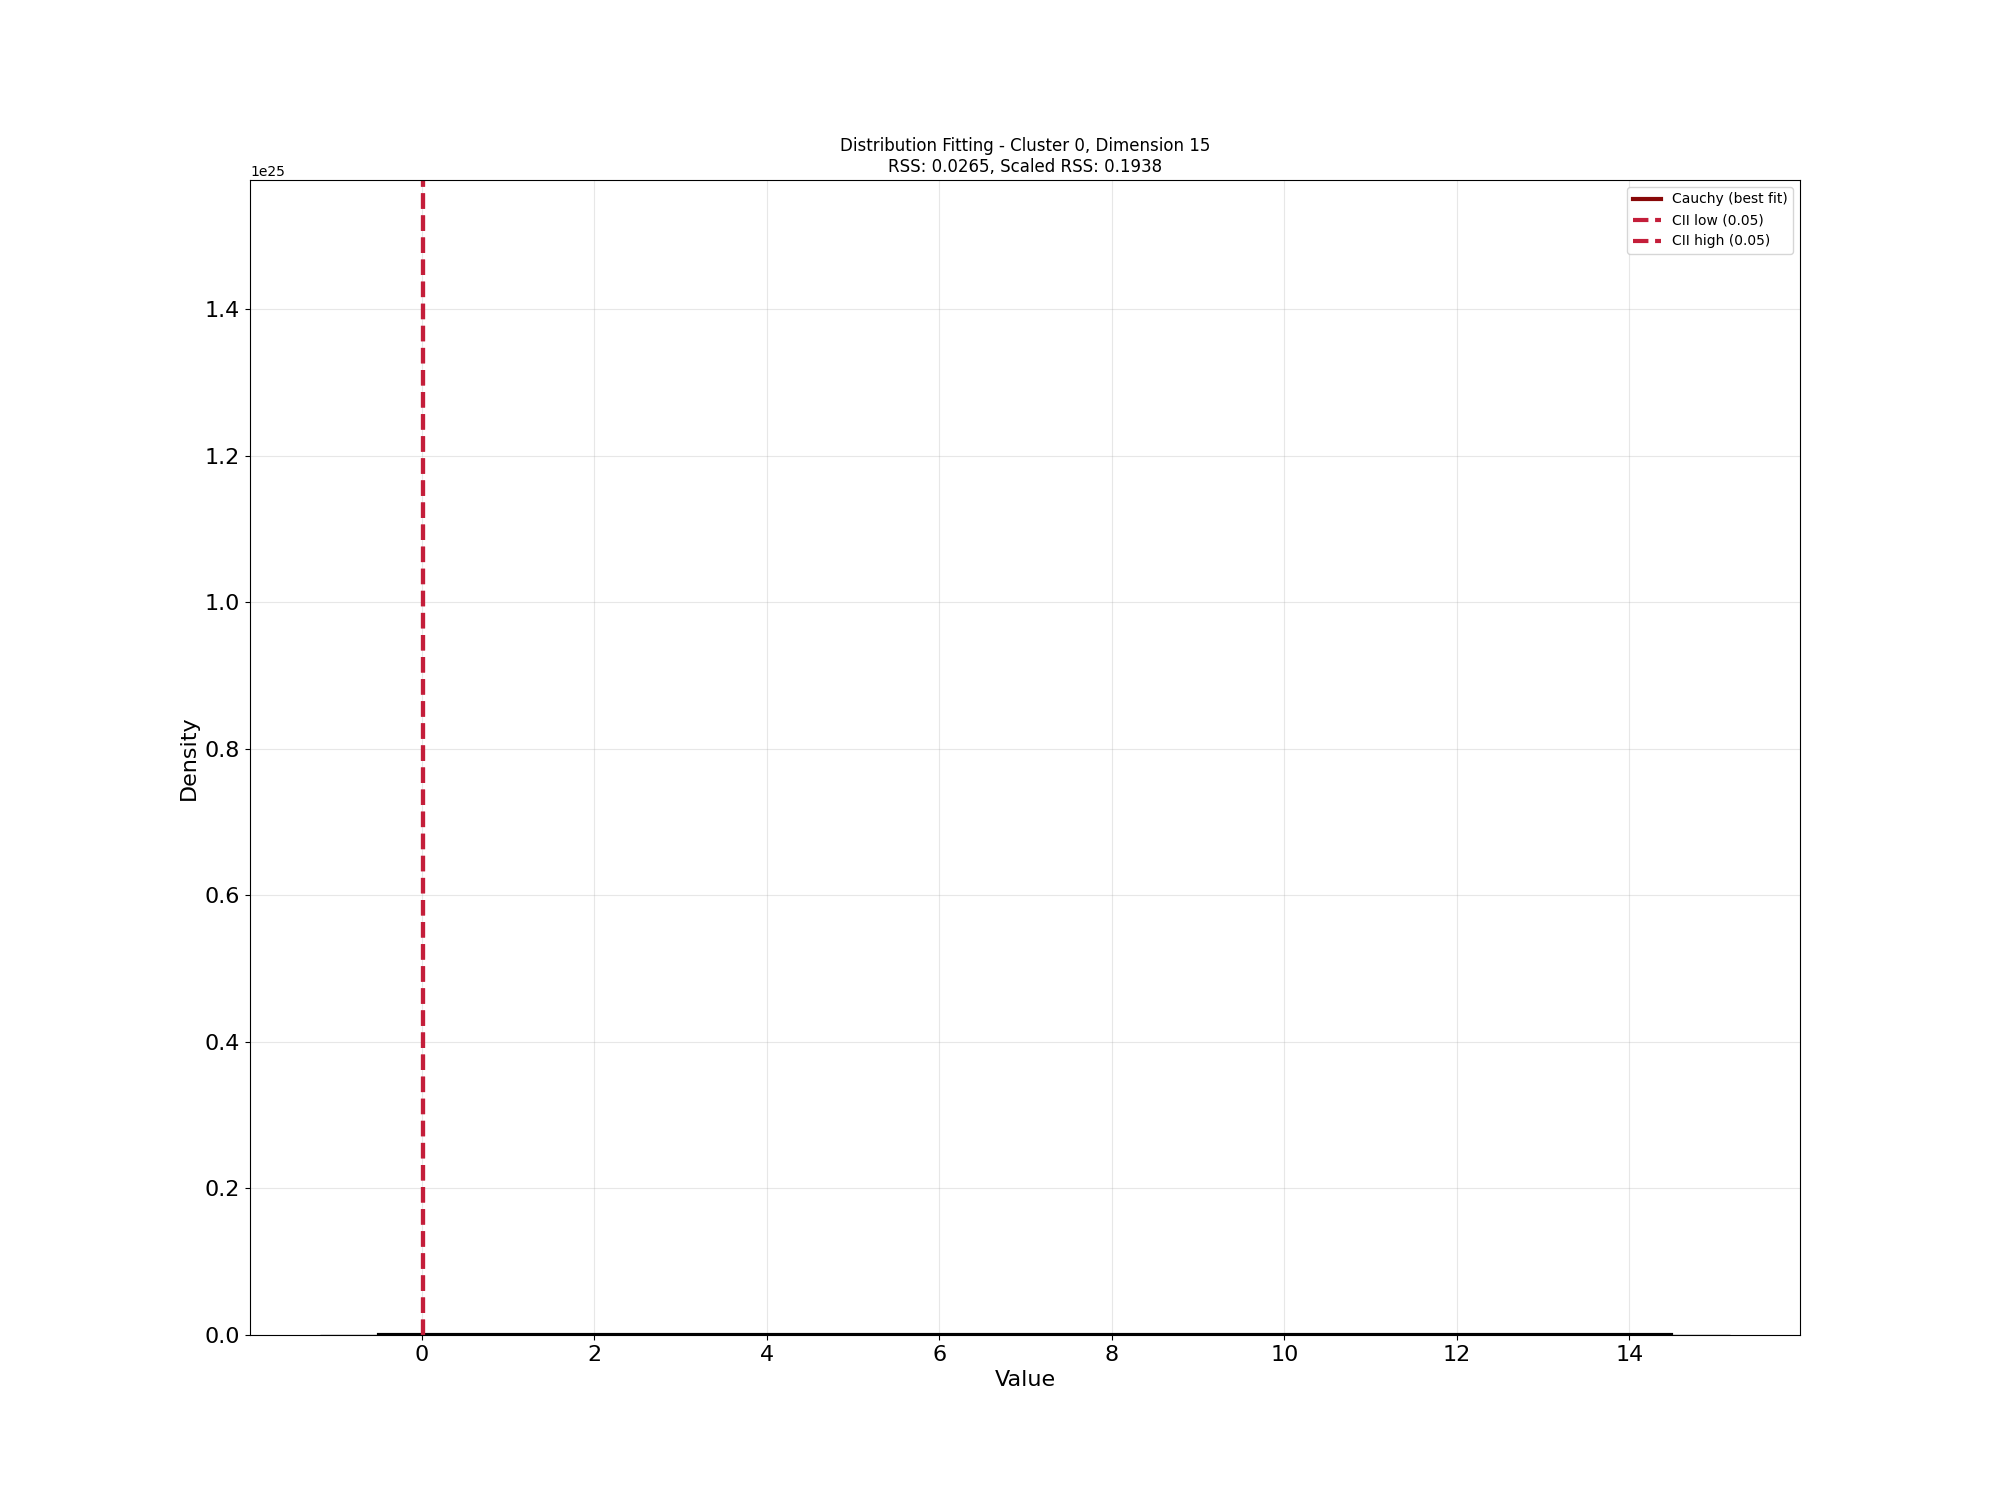 Distribution Fitting - Cluster 0, Dimension 15
RSS: 0.0265, Scaled RSS: 0.1938
1e25
Cauchy (best fit)
CII low (0.05)
CII high (0.05)
1.4
1.2
1.0
0.8
0.6
0.4
0.2
0.0
Density
0 2 4 6 8 10 12 14
Value